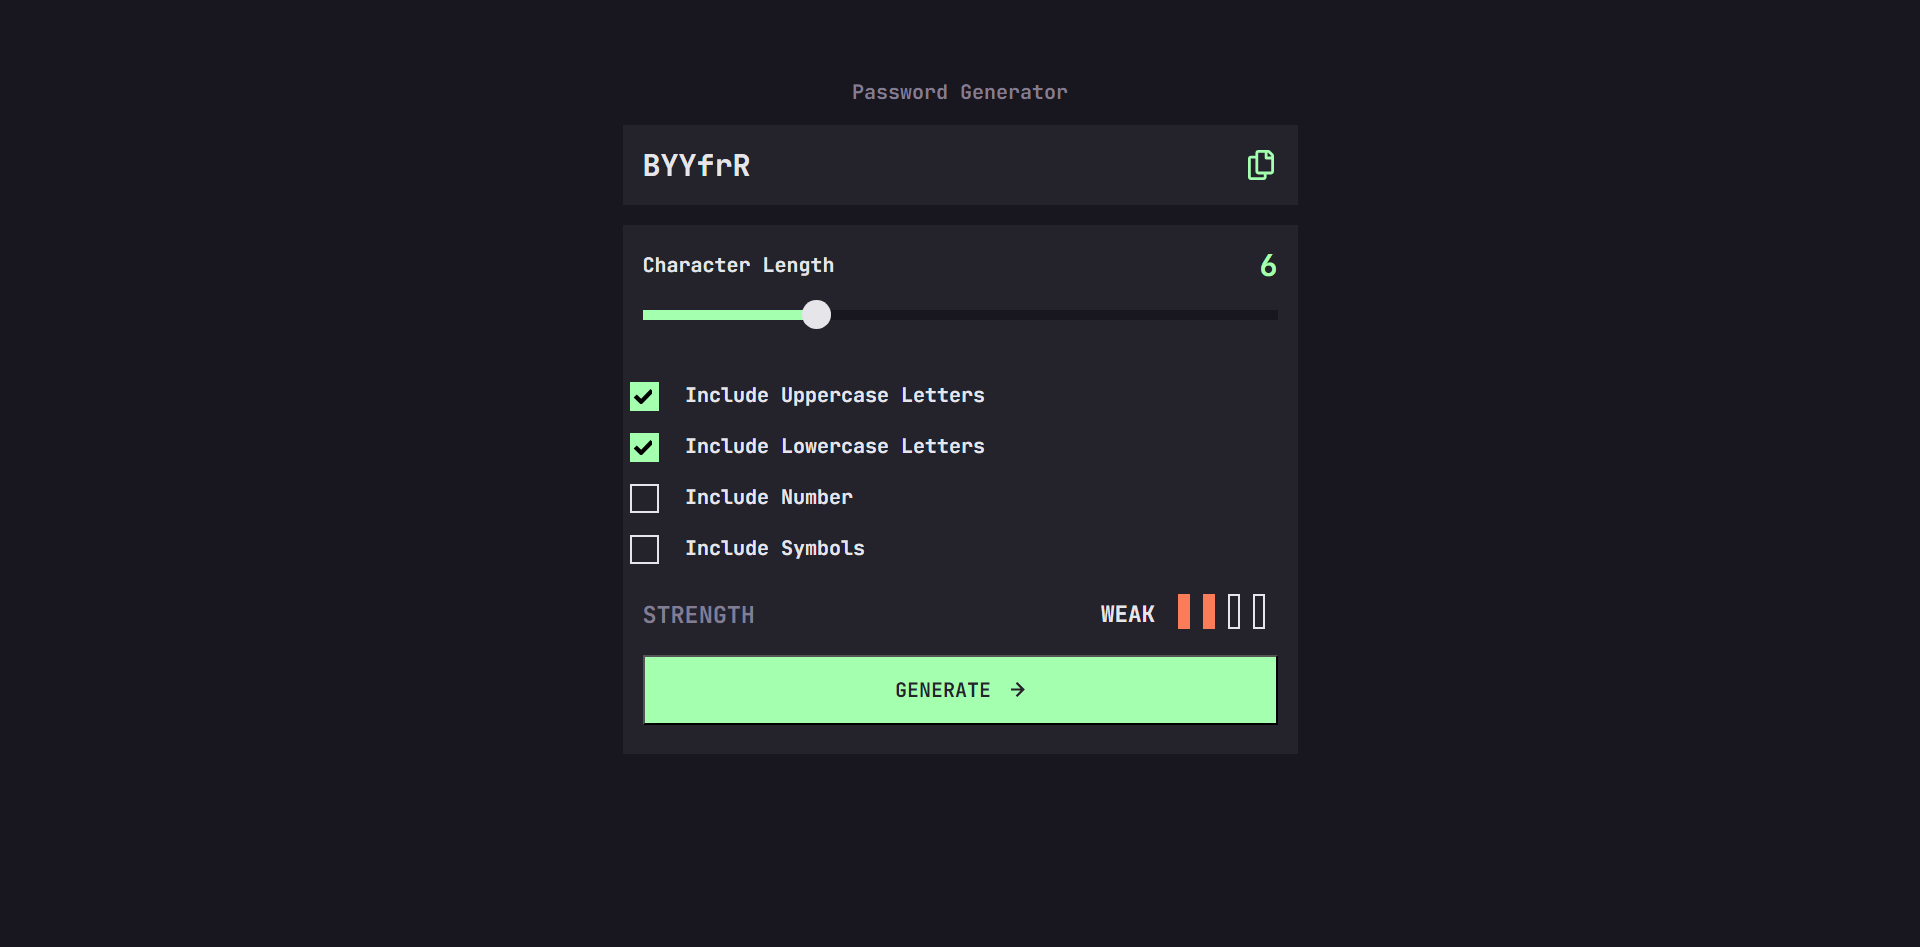 Password Generator
BYYfrR
Character Length 6
Include Uppercase Letters
Include Lowercase Letters
Include Number
Include Symbols
STRENGTH WEAK
GENERATE →